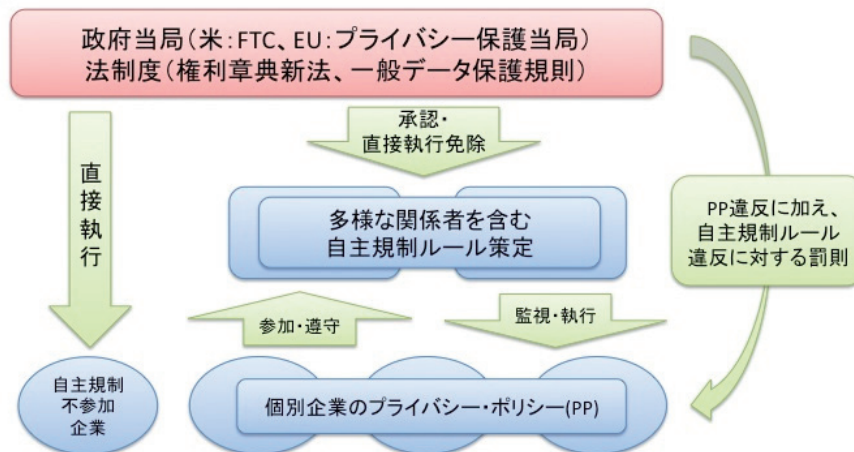 政府当局(米:FTC、EU:プライバシー保護当局)
法制度(権利章典新法、一般データ保護規則)
直接執行
承認・
直接執行免除
多様な関係者を含む
自主規制ルール策定
PP違反に加え、
自主規制ルール
違反に対する罰則
参加・遵守
監視・執行
自主規制
不参加
企業
個別企業のプライバシー・ポリシー(PP)